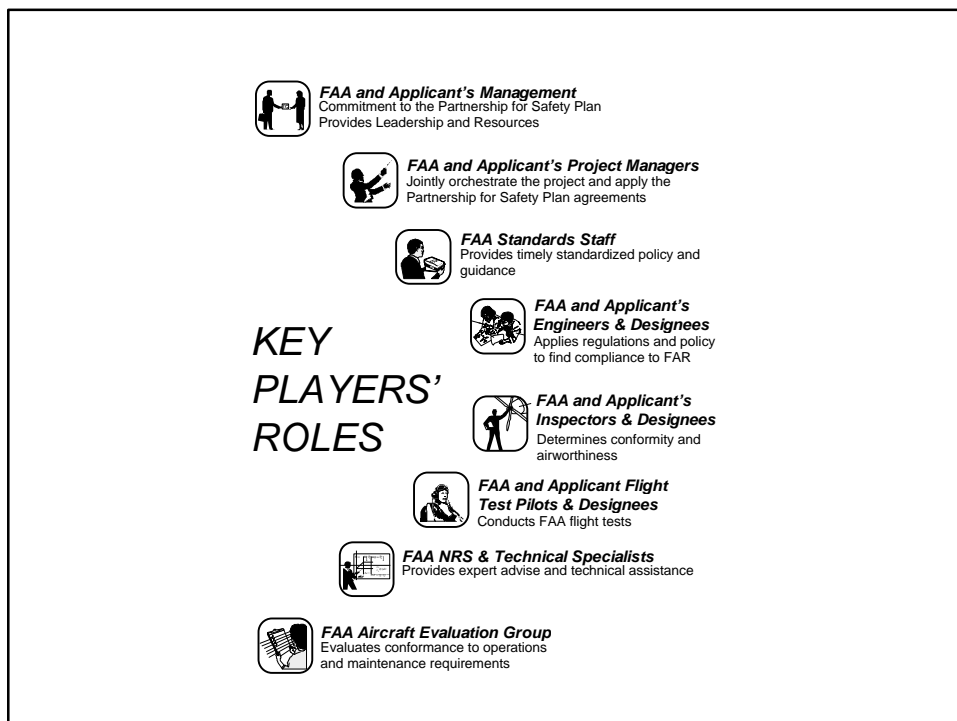 FAA and Applicant's Management
Commitment to the Partnership for Safety Plan
Provides Leadership and Resources
FAA and Applicant's Project Managers
Jointly orchestrate the project and apply the
Partnership for Safety Plan agreements
FAA Standards Staff
Provides timely standardized policy and
guidance
FAA and Applicant's
Engineers & Designees
Applies regulations and policy
to find compliance to FAR
KEY
PLAYERS'
ROLES
FAA and Applicant's
Inspectors & Designees
Determines conformity and
airworthiness
FAA and Applicant Flight
Test Pilots & Designees
Conducts FAA flight tests
FAA NRS & Technical Specialists
Provides expert advise and technical assistance
FAA Aircraft Evaluation Group
Evaluates conformance to operations
and maintenance requirements